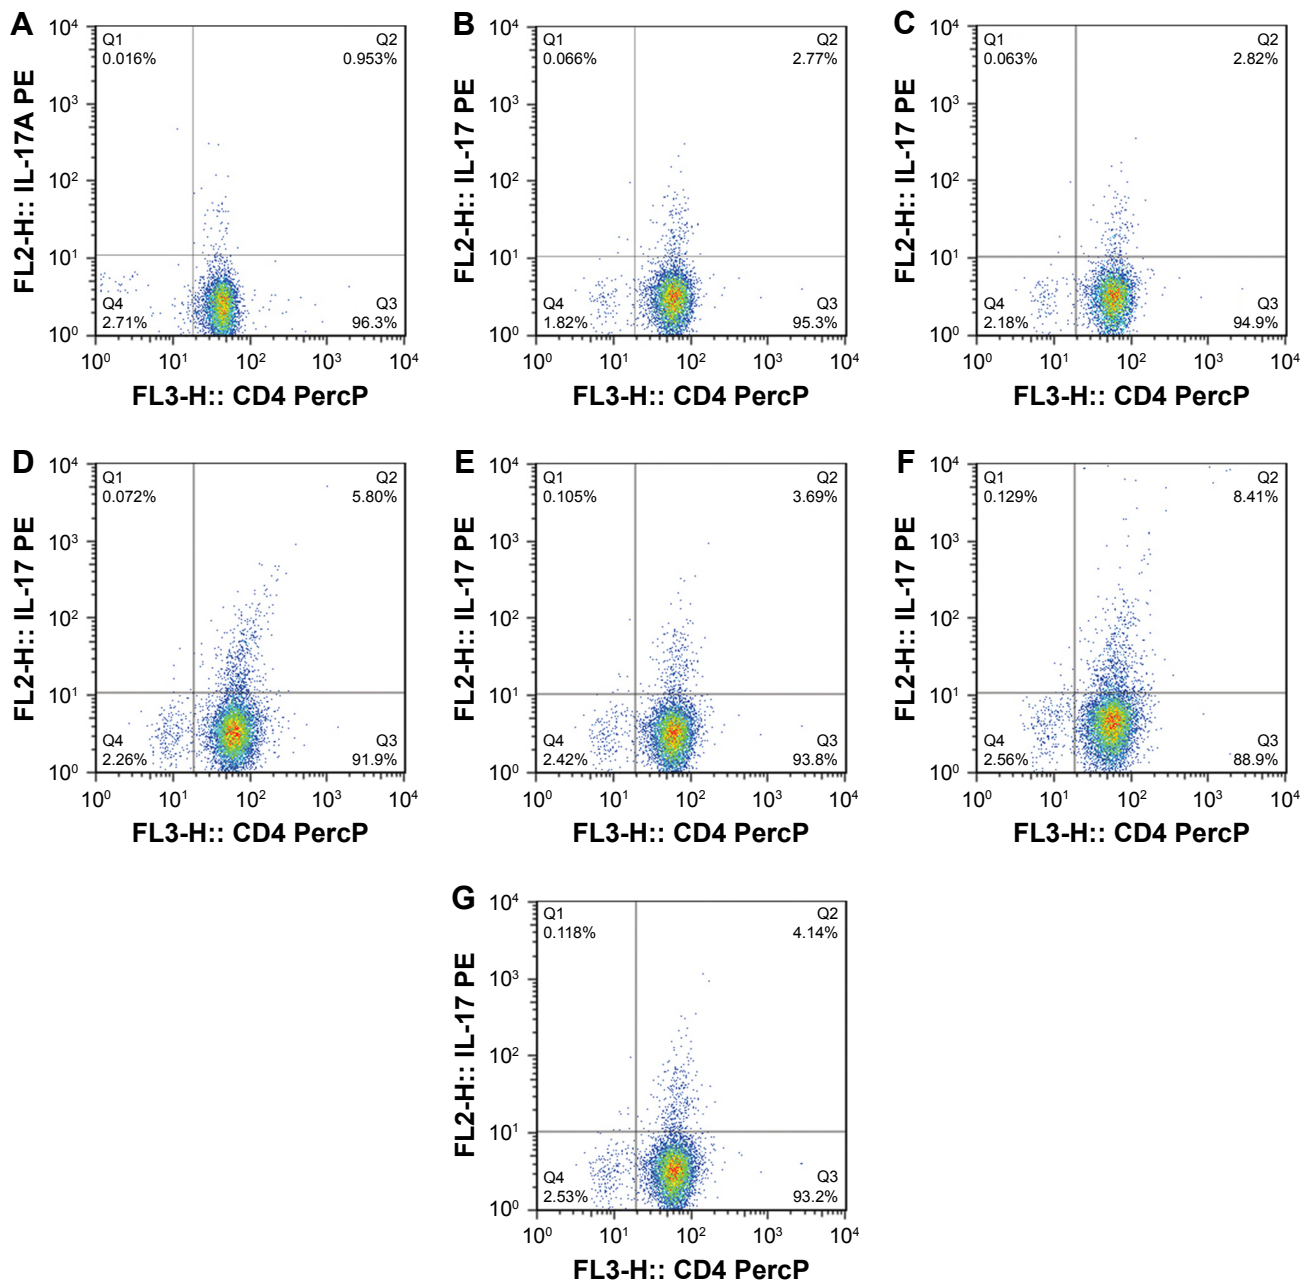 A
FL2-H:: IL-17A PE
10⁴
10³
10²
10¹
10⁰
Q1
0.016%
Q2
0.953%
Q4
2.71%
Q3
96.3%
10⁰ 10¹ 10² 10³ 10⁴
FL3-H:: CD4 PercP
B
FL2-H:: IL-17 PE
10⁴
10³
10²
10¹
10⁰
Q1
0.066%
Q2
2.77%
Q4
1.82%
Q3
95.3%
10⁰ 10¹ 10² 10³ 10⁴
FL3-H:: CD4 PercP
C
FL2-H:: IL-17 PE
10⁴
10³
10²
10¹
10⁰
Q1
0.063%
Q2
2.82%
Q4
2.18%
Q3
94.9%
10⁰ 10¹ 10² 10³ 10⁴
FL3-H:: CD4 PercP
D
FL2-H:: IL-17 PE
10⁴
10³
10²
10¹
10⁰
Q1
0.072%
Q2
5.80%
Q4
2.26%
Q3
91.9%
10⁰ 10¹ 10² 10³ 10⁴
FL3-H:: CD4 PercP
E
FL2-H:: IL-17 PE
10⁴
10³
10²
10¹
10⁰
Q1
0.105%
Q2
3.69%
Q4
2.42%
Q3
93.8%
10⁰ 10¹ 10² 10³ 10⁴
FL3-H:: CD4 PercP
F
FL2-H:: IL-17 PE
10⁴
10³
10²
10¹
10⁰
Q1
0.129%
Q2
8.41%
Q4
2.56%
Q3
88.9%
10⁰ 10¹ 10² 10³ 10⁴
FL3-H:: CD4 PercP
G
FL2-H:: IL-17 PE
10⁴
10³
10²
10¹
10⁰
Q1
0.118%
Q2
4.14%
Q4
2.53%
Q3
93.2%
10⁰ 10¹ 10² 10³ 10⁴
FL3-H:: CD4 PercP